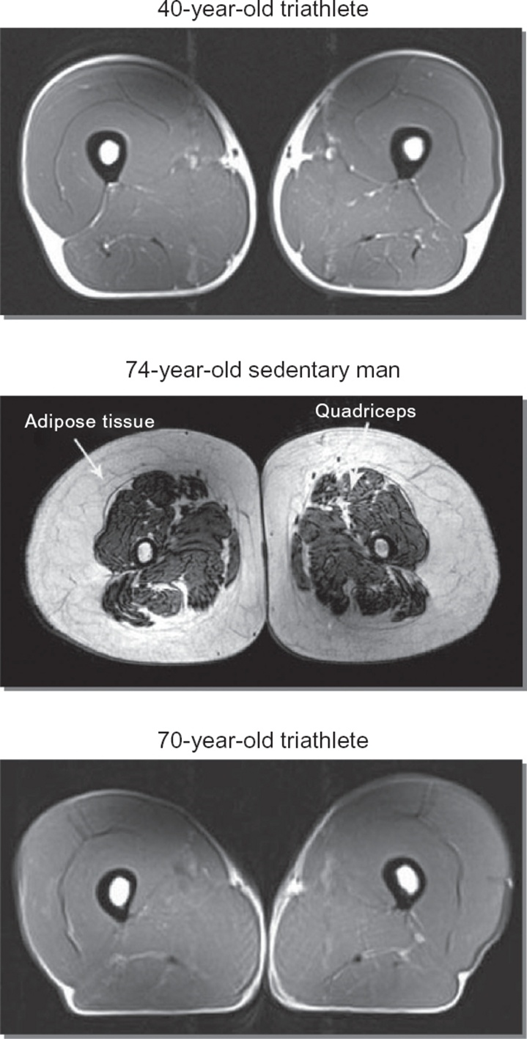 40-year-old triathlete
74-year-old sedentary man
Adipose tissue
Quadriceps
70-year-old triathlete